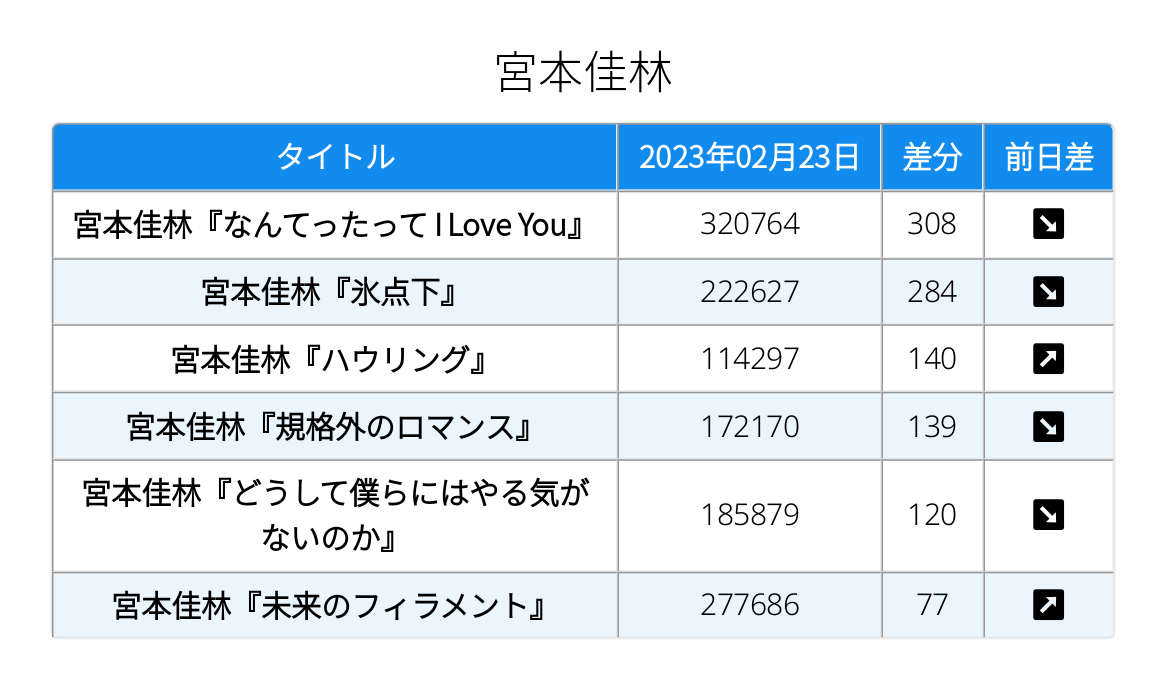 宮本佳林
タイトル 2023年02月23日 差分 前日差
宮本佳林『なんてったって I Love You』 320764 308
宮本佳林『氷点下』 222627 284
宮本佳林『ハウリング』 114297 140
宮本佳林『規格外のロマンス』 172170 139
宮本佳林『どうして僕らにはやる気が
ないのか』 185879 120
宮本佳林『未来のフィラメント』 277686 77